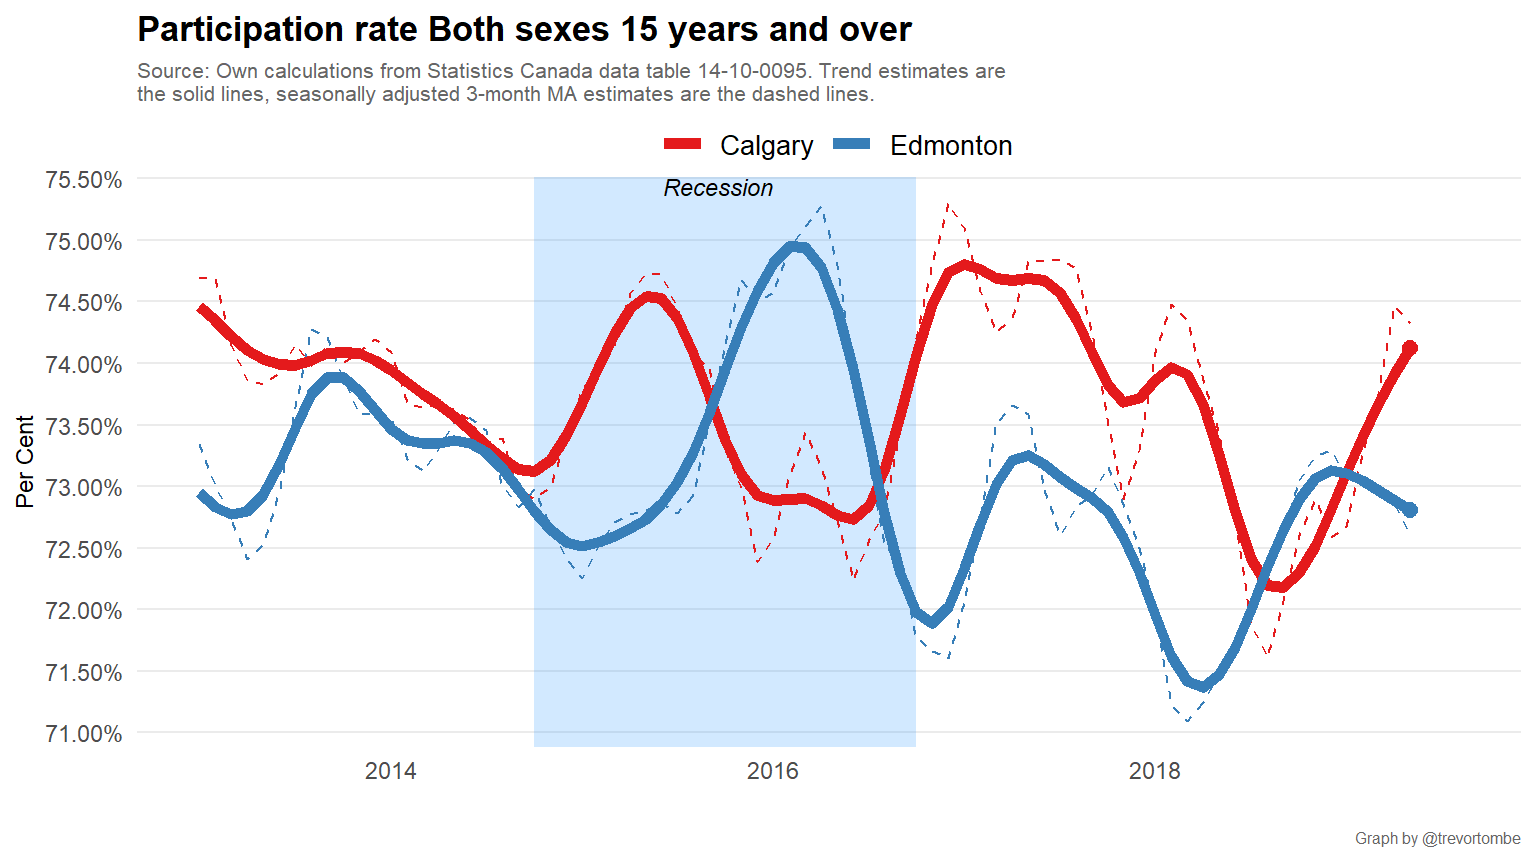 Participation rate Both sexes 15 years and over
Source: Own calculations from Statistics Canada data table 14-10-0095. Trend estimates are
the solid lines, seasonally adjusted 3-month MA estimates are the dashed lines.
Calgary Edmonton
Recession
75.50%
75.00%
74.50%
74.00%
73.50%
73.00%
72.50%
72.00%
71.50%
71.00%
Per Cent
2014 2016 2018
Graph by @trevortombe